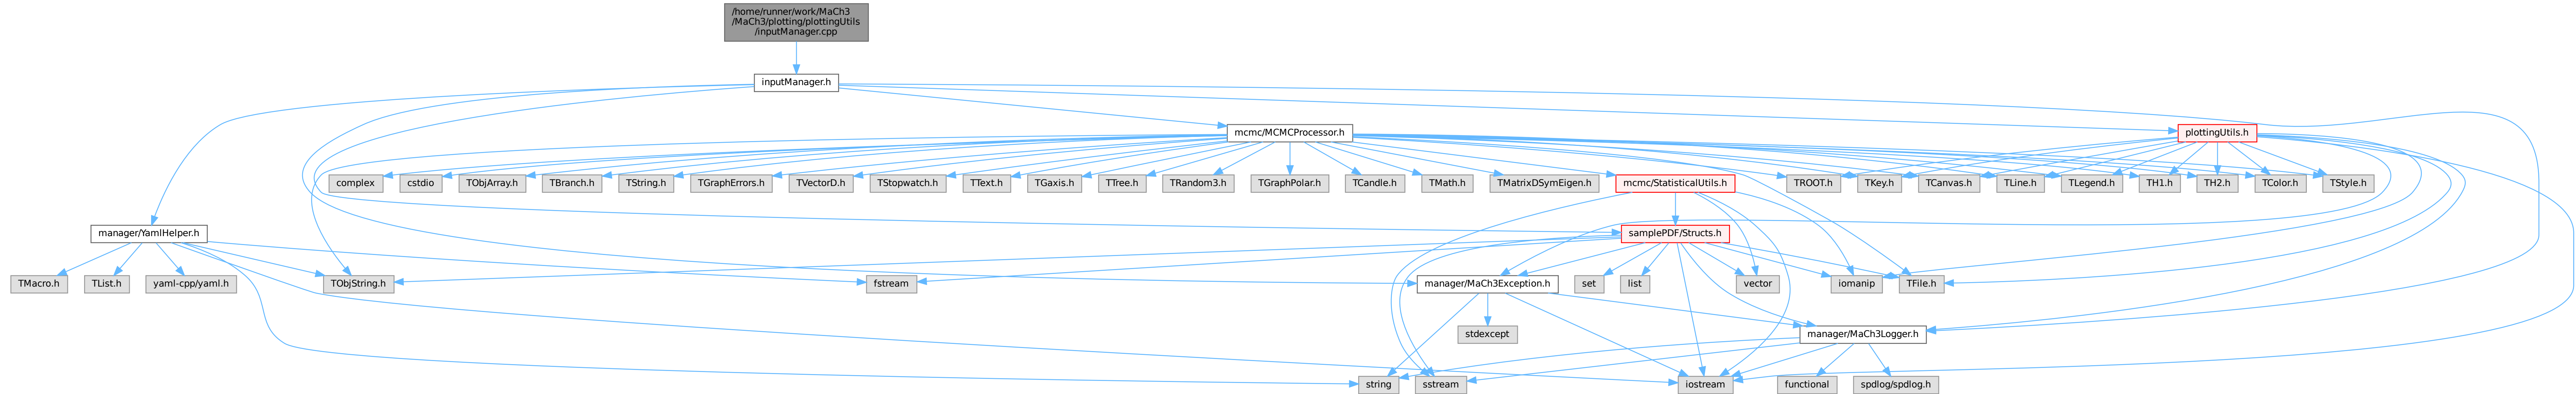 /home/runner/work/MaCh3
/MaCh3/plotting/plottingUtils
/inputManager.cpp
inputManager.h
mcmc/MCMCProcessor.h
plottingUtils.h
complex
cstdio
TObjArray.h
TBranch.h
TString.h
TGraphErrors.h
TVectorD.h
TStopwatch.h
TText.h
TGaxis.h
TTree.h
TRandom3.h
TGraphPolar.h
TCandle.h
TMath.h
TMatrixDSymEigen.h
mcmc/StatisticalUtils.h
TROOT.h
TKey.h
TCanvas.h
TLine.h
TLegend.h
TH1.h
TH2.h
TColor.h
TStyle.h
manager/YamlHelper.h
samplePDF/Structs.h
TMacro.h
TList.h
yaml-cpp/yaml.h
TObjString.h
fstream
manager/MaCh3Exception.h
set
list
vector
iomanip
TFile.h
stdexcept
manager/MaCh3Logger.h
string
sstream
iostream
functional
spdlog/spdlog.h